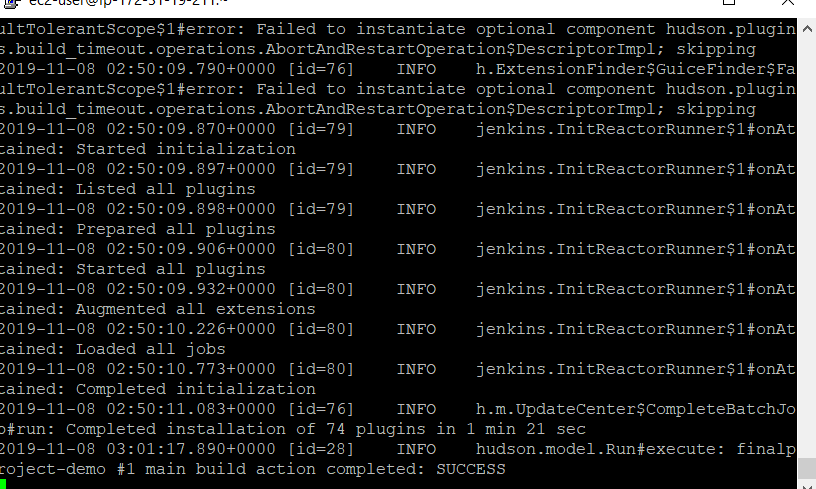 ec2-user@ip-172-31-19-211:~
ultTolerantScope$1#error: Failed to instantiate optional component hudson.plugin
s.build_timeout.operations.AbortAndRestartOperation$DescriptorImpl; skipping
2019-11-08 02:50:09.790+0000 [id=76]    INFO    h.ExtensionFinder$GuiceFinder$Fa
ultTolerantScope$1#error: Failed to instantiate optional component hudson.plugin
s.build_timeout.operations.AbortAndRestartOperation$DescriptorImpl; skipping
2019-11-08 02:50:09.870+0000 [id=79]    INFO    jenkins.InitReactorRunner$1#onAt
tained: Started initialization
2019-11-08 02:50:09.897+0000 [id=79]    INFO    jenkins.InitReactorRunner$1#onAt
tained: Listed all plugins
2019-11-08 02:50:09.898+0000 [id=79]    INFO    jenkins.InitReactorRunner$1#onAt
tained: Prepared all plugins
2019-11-08 02:50:09.906+0000 [id=80]    INFO    jenkins.InitReactorRunner$1#onAt
tained: Started all plugins
2019-11-08 02:50:09.932+0000 [id=80]    INFO    jenkins.InitReactorRunner$1#onAt
tained: Augmented all extensions
2019-11-08 02:50:10.226+0000 [id=80]    INFO    jenkins.InitReactorRunner$1#onAt
tained: Loaded all jobs
2019-11-08 02:50:10.773+0000 [id=80]    INFO    jenkins.InitReactorRunner$1#onAt
tained: Completed initialization
2019-11-08 02:50:11.083+0000 [id=76]    INFO    h.m.UpdateCenter$CompleteBatchJo
b#run: Completed installation of 74 plugins in 1 min 21 sec
2019-11-08 03:01:17.890+0000 [id=28]    INFO    hudson.model.Run#execute: finalp
roject-demo #1 main build action completed: SUCCESS